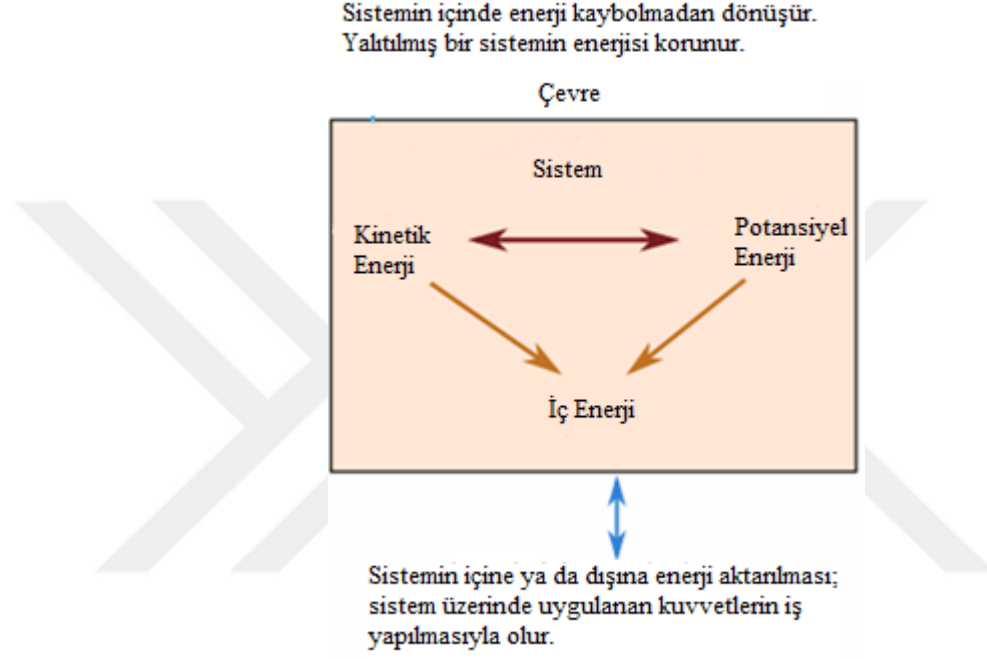 Sistemin içinde enerji kaybolmadan dönüşür.
Yalıtılmış bir sistemin enerjisi korunur.
Çevre
Sistem
Kinetik
Enerji
Potansiyel
Enerji
İç Enerji
Sistemin içine ya da dışına enerji aktarılması;
sistem üzerinde uygulanan kuvvetlerin iş
yapılmasıyla olur.